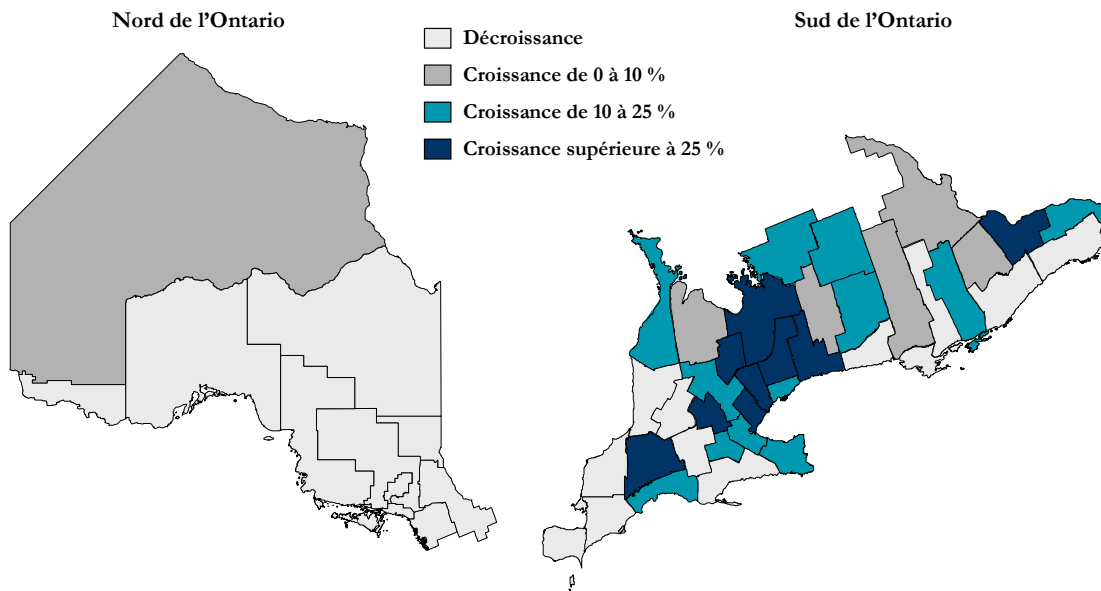 Nord de l'Ontario
Sud de l'Ontario
Décroissance
Croissance de 0 à 10 %
Croissance de 10 à 25 %
Croissance supérieure à 25 %